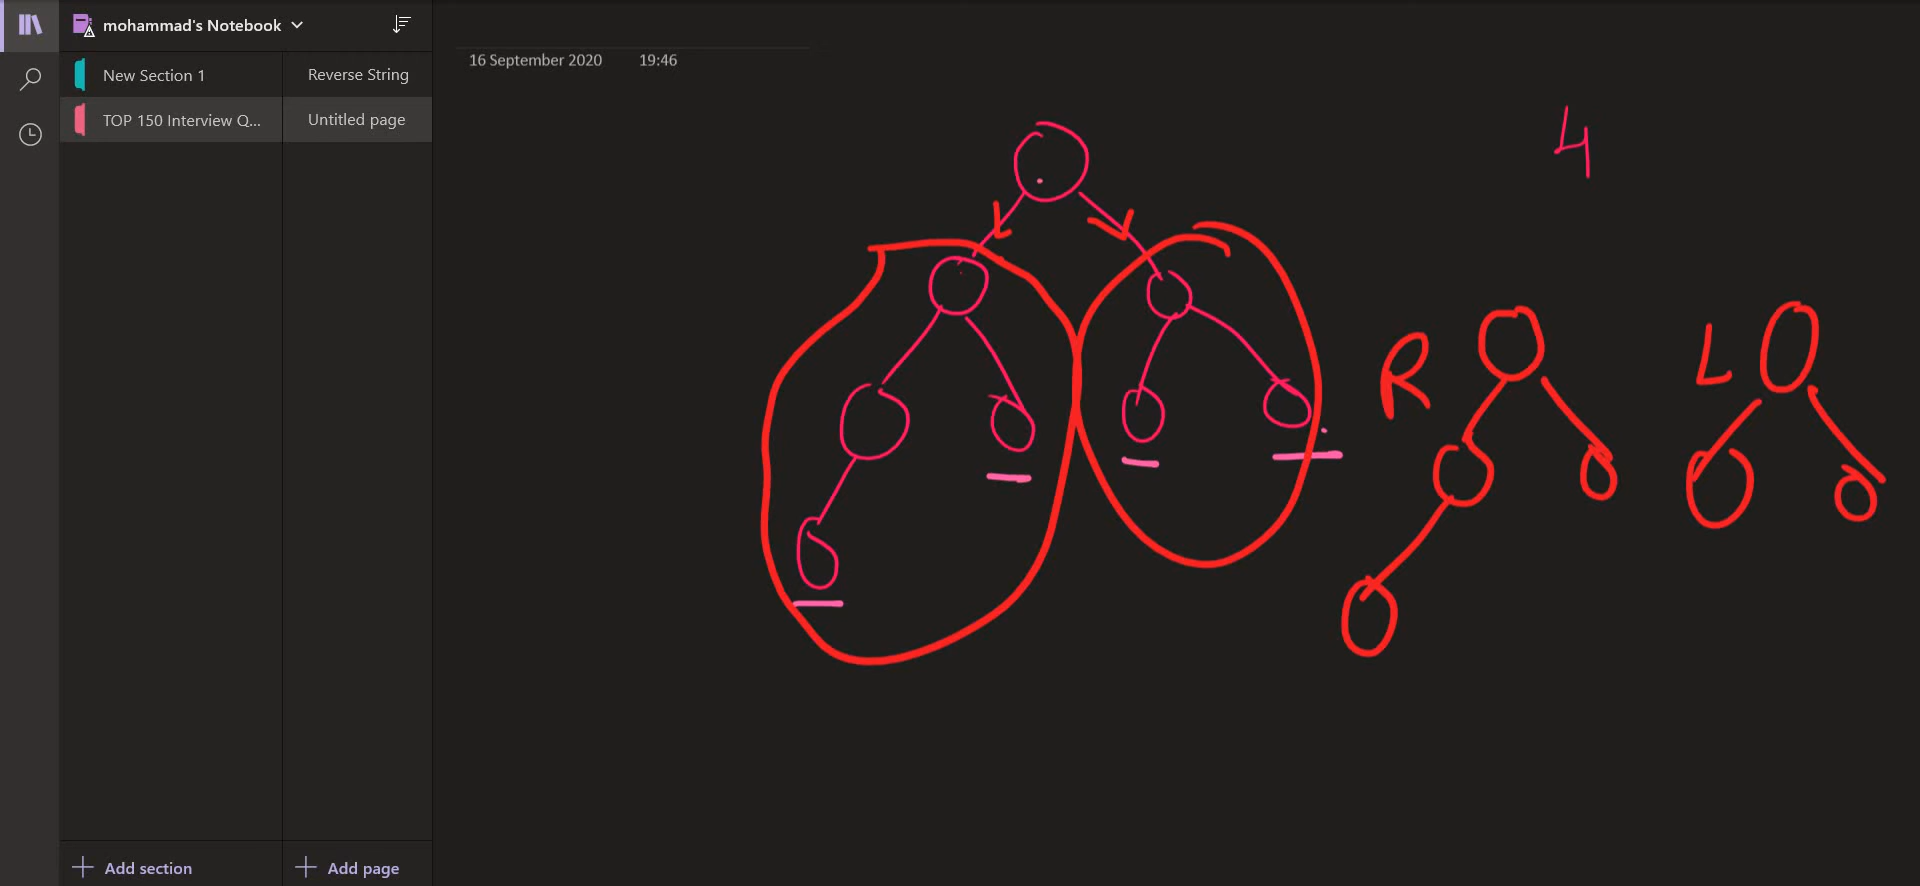 mohammad's Notebook
New Section 1
Reverse String
TOP 150 Interview Q...
Untitled page
16 September 2020 19:46
4
R
L
Add section
Add page